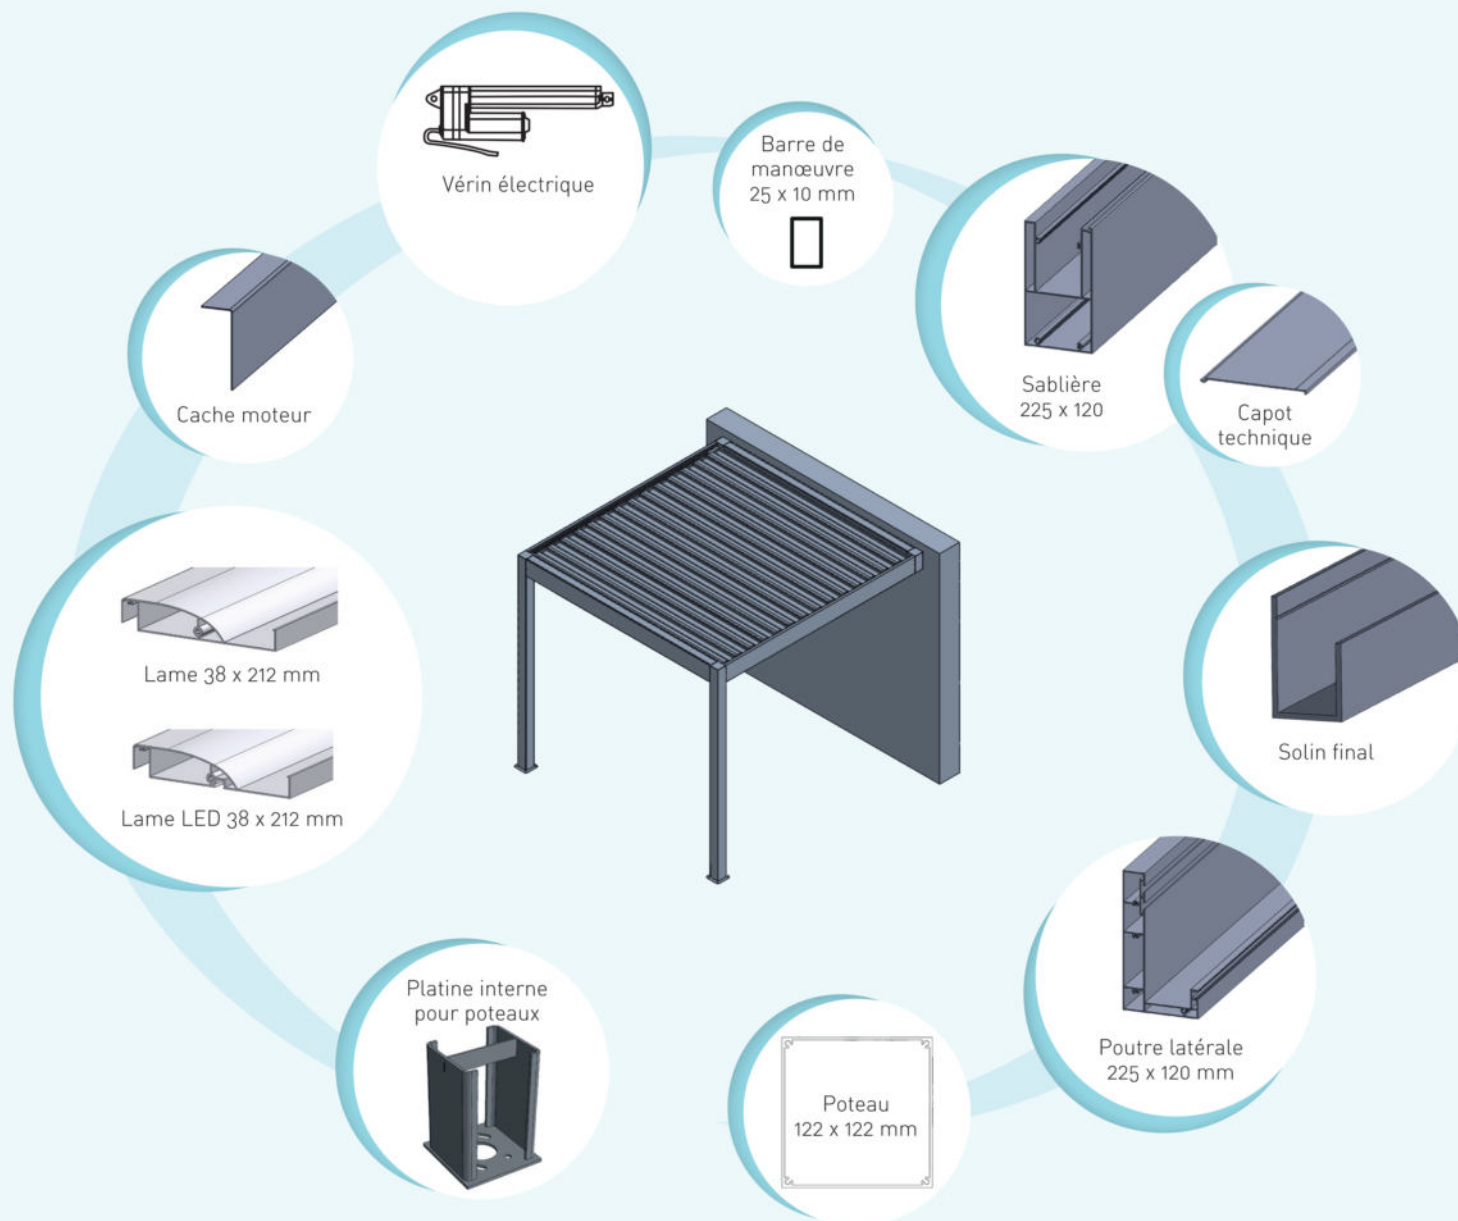 Vérin électrique
Barre de
manœuvre
25 x 10 mm
Sablière
225 x 120
Capot
technique
Cache moteur
Lame 38 x 212 mm
Lame LED 38 x 212 mm
Solin final
Poutre latérale
225 x 120 mm
Platine interne
pour poteaux
Poteau
122 x 122 mm